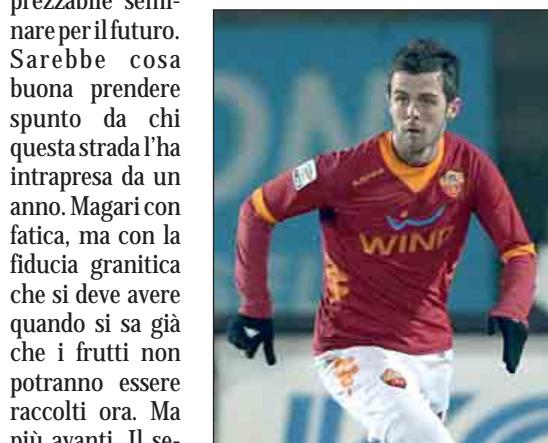 prezzabile semi-
nare per il futuro.
Sarebbe cosa
buona prendere
spunto da chi
questa strada l'ha
intrapresa da un
anno. Magari con
fatica, ma con la
fiducia granitica
che si deve avere
quando si sa già
che i frutti non
potranno essere
raccolti ora. Ma
più avanti. Il se-
WIND